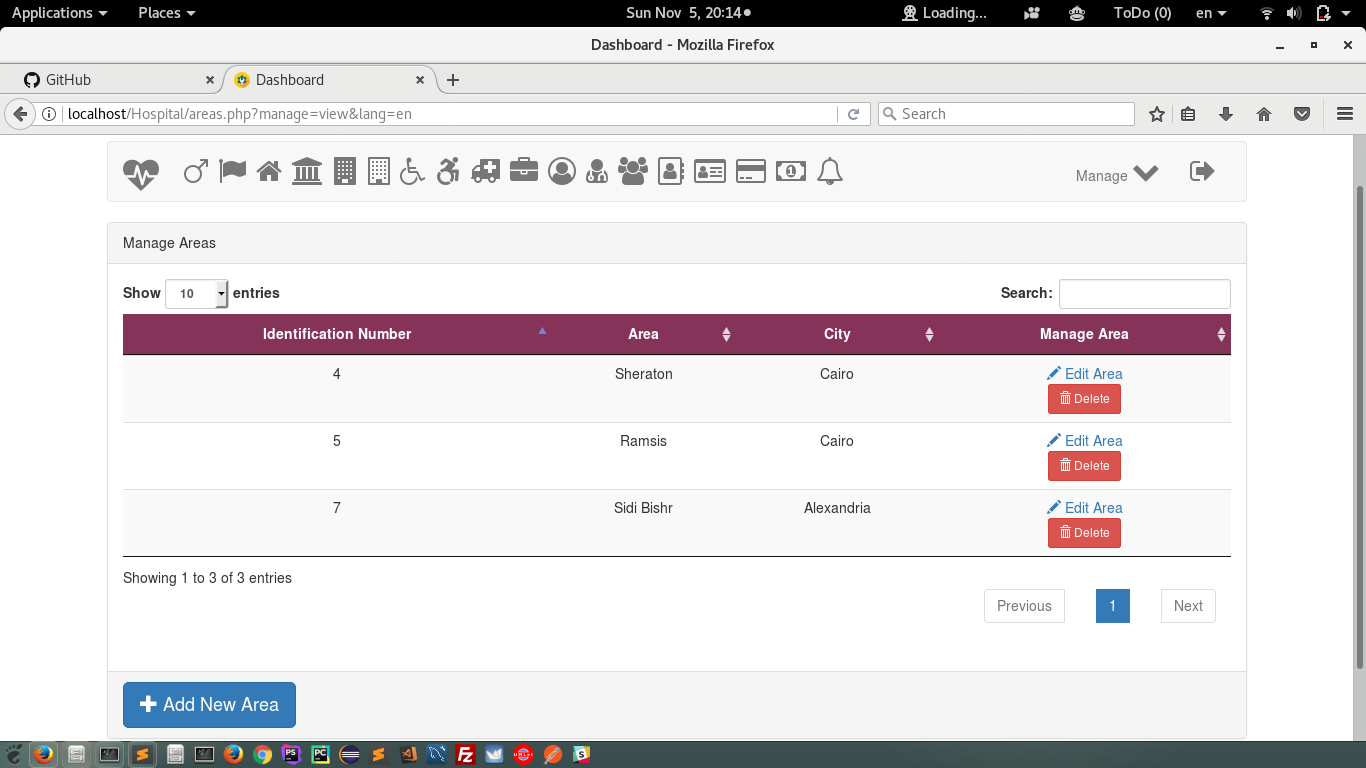 Applications Places Sun Nov 5, 20:14 Loading... ToDo (0) en
Dashboard - Mozilla Firefox
GitHub Dashboard
localhost/Hospital/areas.php?manage=view&lang=en Search
Manage
Manage Areas
Show 10 entries Search:
Identification Number Area City Manage Area
4 Sheraton Cairo Edit Area
Delete
5 Ramsis Cairo Edit Area
Delete
7 Sidi Bishr Alexandria Edit Area
Delete
Showing 1 to 3 of 3 entries
Previous 1 Next
Add New Area